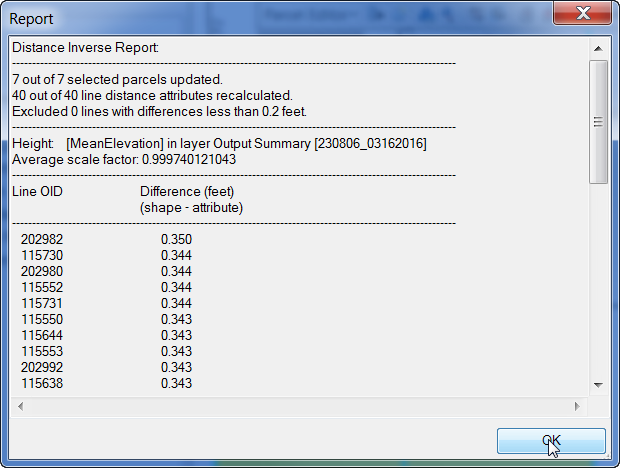 Report
Distance Inverse Report:
----------------------------------------------------------------
7 out of 7 selected parcels updated.
40 out of 40 line distance attributes recalculated.
Excluded 0 lines with differences less than 0.2 feet.
----------------------------------------------------------------
Height: [MeanElevation] in layer Output Summary [230806_03162016]
Average scale factor: 0.999740121043
----------------------------------------------------------------
Line OID Difference (feet)
(shape - attribute)
----------------------------------------------------------------
202982 0.350
115730 0.344
202980 0.344
115552 0.344
115731 0.344
115550 0.343
115644 0.343
115553 0.343
202992 0.343
115638 0.343
OK